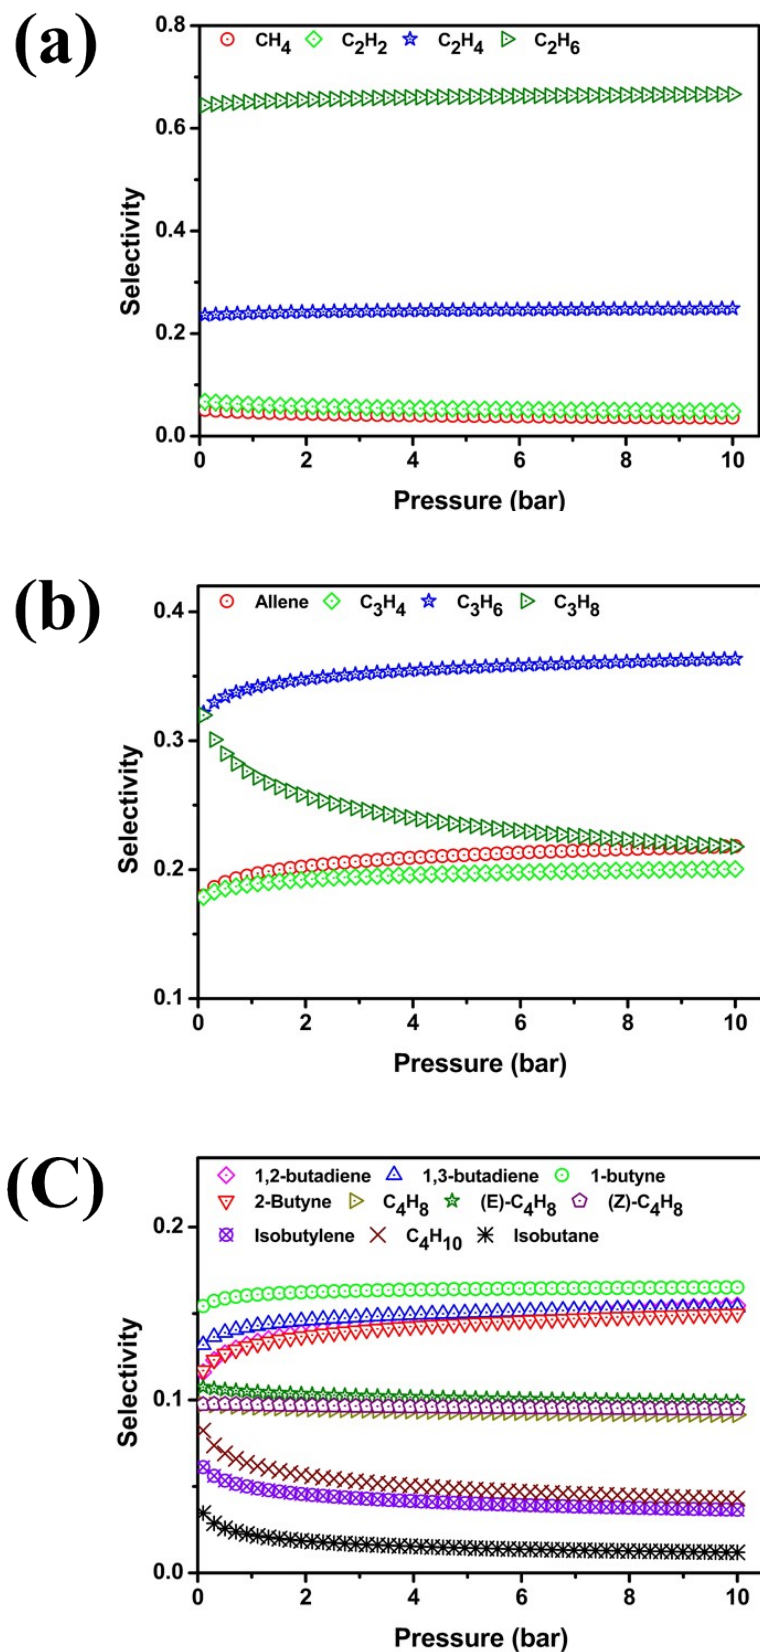 (a)
CH4 C2H2 C2H4 C2H6
0.8
0.6
0.4
0.2
0.0
Selectivity
0 2 4 6 8 10
Pressure (bar)
(b)
Allene C3H4 C3H6 C3H8
0.4
0.3
0.2
0.1
Selectivity
0 2 4 6 8 10
Pressure (bar)
(C)
1,2-butadiene 1,3-butadiene 1-butyne
2-Butyne C4H8 (E)-C4H8 (Z)-C4H8
Isobutylene C4H10 Isobutane
0.2
0.1
0.0
Selectivity
0 2 4 6 8 10
Pressure (bar)